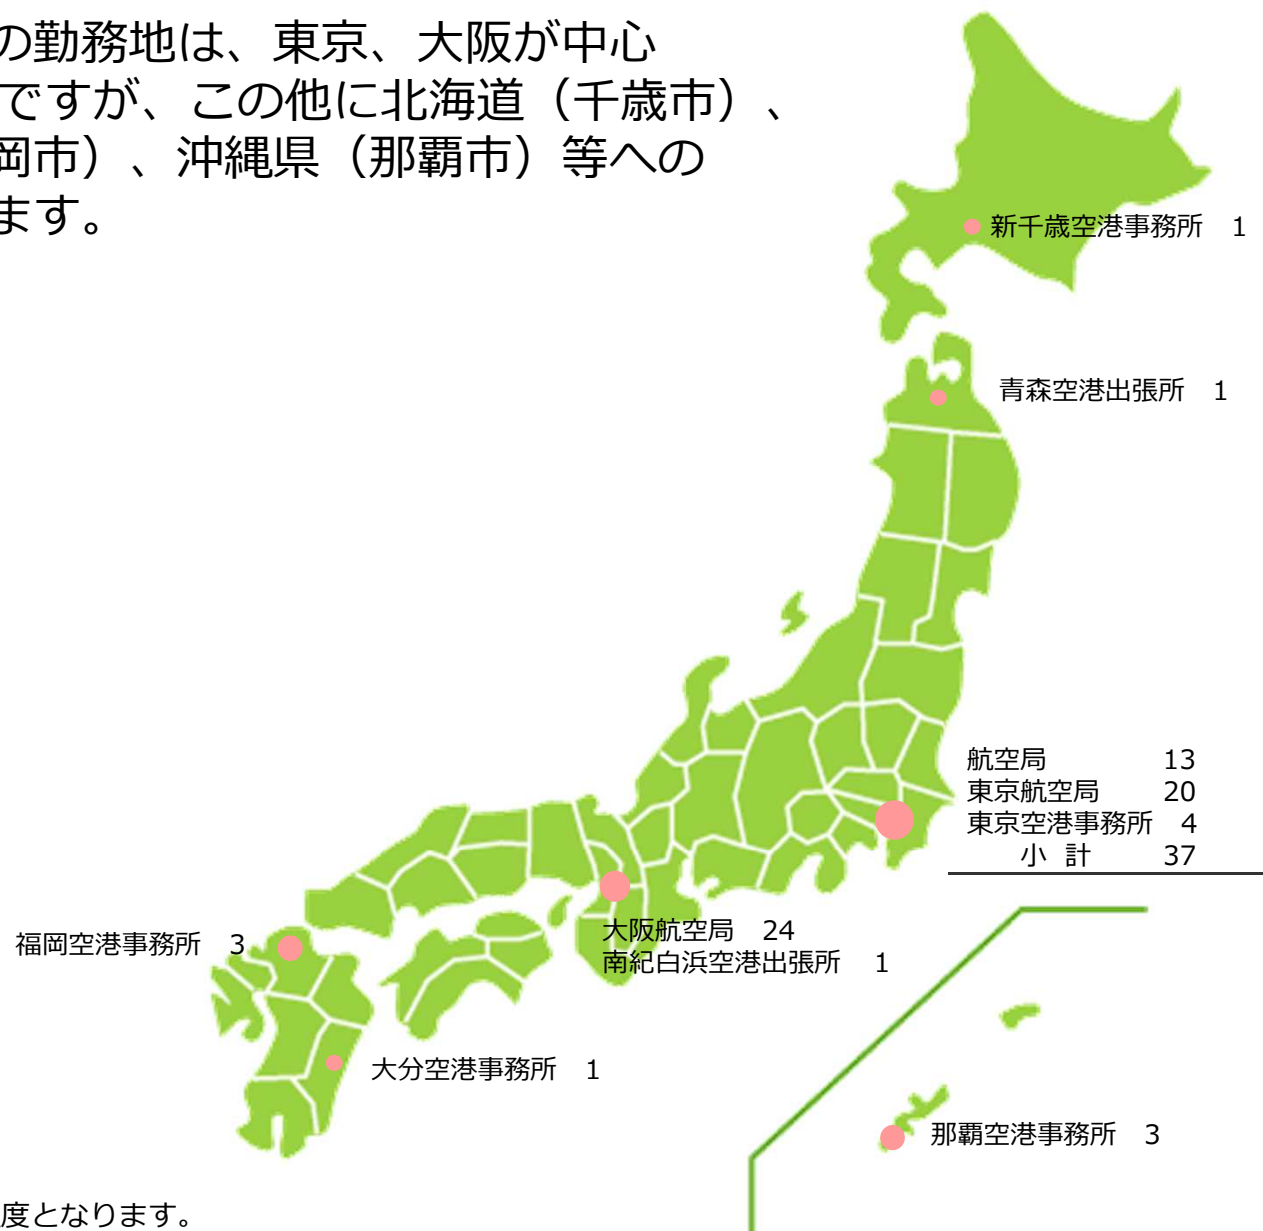 の勤務地は、東京、大阪が中心
ですが、この他に北海道（千歳市）、
岡市）、沖縄県（那覇市）等への
ます。
新千歳空港事務所　1
青森空港出張所　1
航空局　13
東京航空局　20
東京空港事務所　4
小 計　37
大阪航空局　24
南紀白浜空港出張所　1
福岡空港事務所　3
大分空港事務所　1
那覇空港事務所　3
度となります。